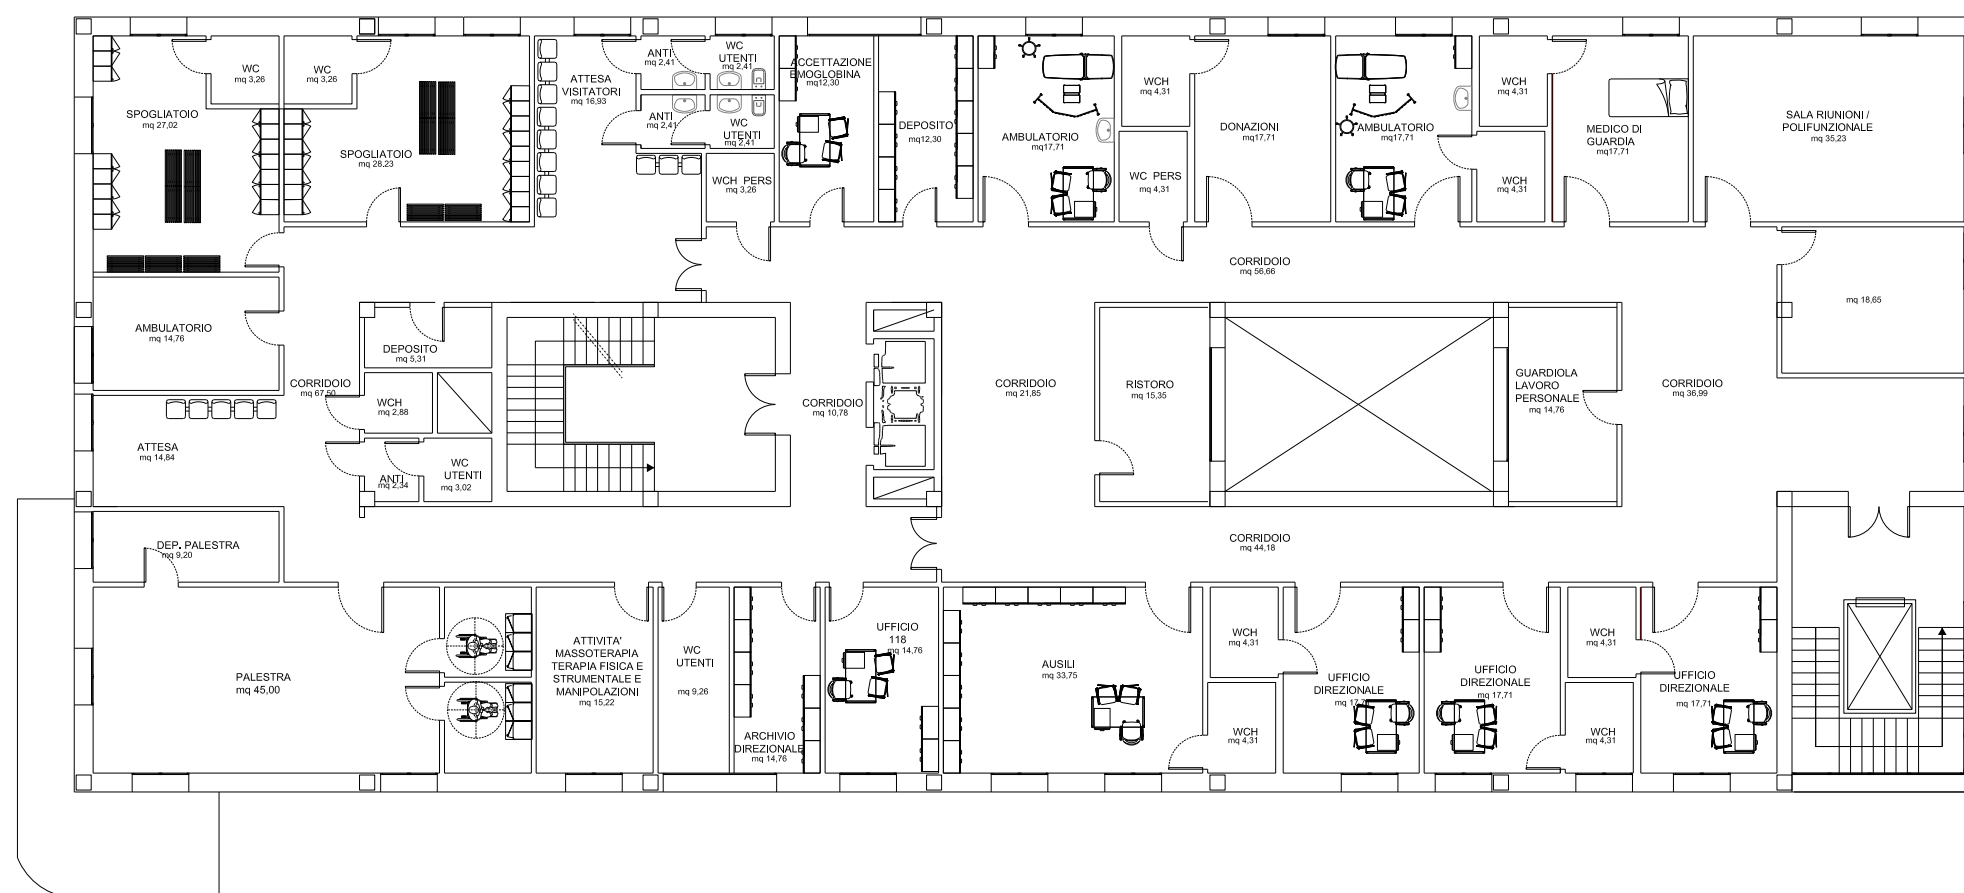 WC
mq 3,26
WC
mq 3,26
SPOGLIATOIO
mq 27,02
SPOGLIATOIO
mq 28,23
ATTESA
VISITATORI
mq 16,93
ANTI
mq 2,41
WC
UTENTI
mq 2,41
ANTI
mq 2,41
WC
UTENTI
mq 2,41
WCH PERS
mq 3,26
ACCETTAZIONE
EMOGLOBINA
mq12,30
DEPOSITO
mq12,30
AMBULATORIO
mq17,71
WCH
mq 4,31
WC PERS
mq 4,31
DONAZIONI
mq17,71
AMBULATORIO
mq17,71
WCH
mq 4,31
WCH
mq 4,31
MEDICO DI
GUARDIA
mq17,71
SALA RIUNIONI /
POLIFUNZIONALE
mq 35,23
CORRIDOIO
mq 56,66
mq 18,65
AMBULATORIO
mq 14,76
DEPOSITO
mq 5,31
CORRIDOIO
mq 67,50
WCH
mq 2,88
CORRIDOIO
mq 10,78
CORRIDOIO
mq 21,85
RISTORO
mq 15,35
GUARDIOLA
LAVORO
PERSONALE
mq 14,76
CORRIDOIO
mq 36,99
ATTESA
mq 14,84
ANTI
mq 2,34
WC
UTENTI
mq 3,02
DEP. PALESTRA
mq 9,20
CORRIDOIO
mq 44,18
PALESTRA
mq 45,00
ATTIVITA'
MASSOTERAPIA
TERAPIA FISICA E
STRUMENTALE E
MANIPOLAZIONI
mq 15,22
WC
UTENTI
mq 9,26
ARCHIVIO
DIREZIONALE
mq 14,76
UFFICIO
118
mq 14,76
AUSILI
mq 33,75
WCH
mq 4,31
WCH
mq 4,31
UFFICIO
DIREZIONALE
mq 17,71
UFFICIO
DIREZIONALE
mq 17,71
WCH
mq 4,31
WCH
mq 4,31
UFFICIO
DIREZIONALE
mq 17,71